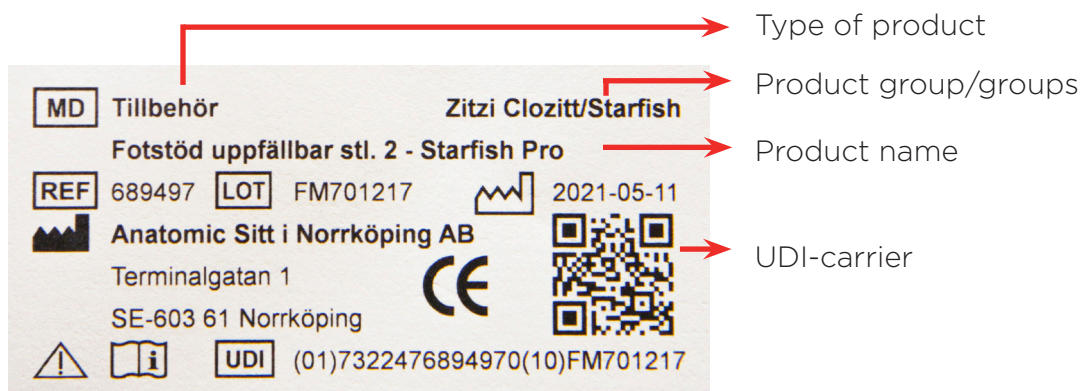 Type of product
Product group/groups
MD Tillbehör Zitzi Clozitt/Starfish
Fotstöd uppfällbar stl. 2 - Starfish Pro
Product name
REF 689497 LOT FM701217 2021-05-11
Anatomic Sitt i Norrköping AB
UDI-carrier
Terminalgatan 1
CE
SE-603 61 Norrköping
i UDI (01)7322476894970(10)FM701217